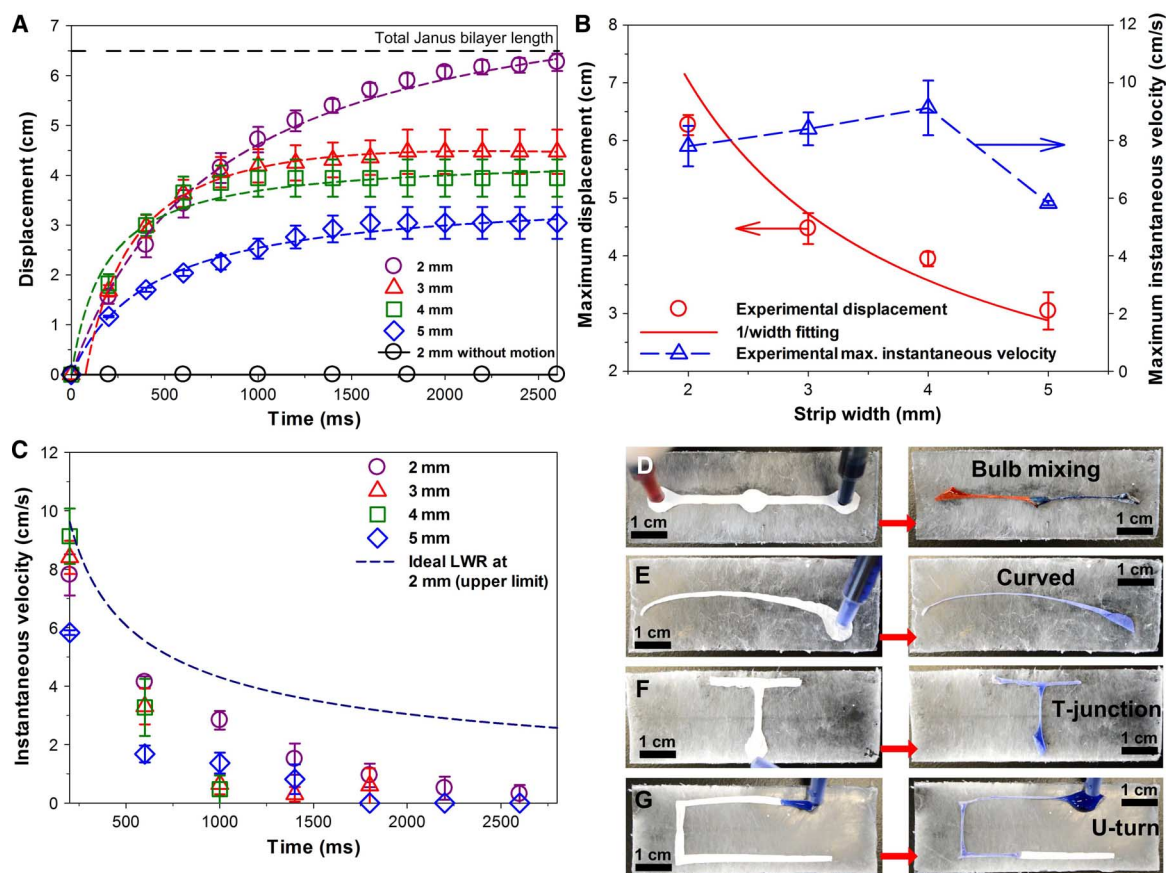 A
Displacement (cm)
7
6
5
4
3
2
1
0
Total Janus bilayer length
2 mm
3 mm
4 mm
5 mm
2 mm without motion
0 500 1000 1500 2000 2500
Time (ms)
B
Maximum displacement (cm)
8
7
6
5
4
3
2
Experimental displacement
1/width fitting
Experimental max. instantaneous velocity
2 3 4 5
Strip width (mm)
12
10
8
6
4
2
0
Maximum instantaneous velocity (cm/s)
C
Instantaneous velocity (cm/s)
12
10
8
6
4
2
0
2 mm
3 mm
4 mm
5 mm
Ideal LWR at
2 mm (upper limit)
500 1000 1500 2000 2500
Time (ms)
D
1 cm
Bulb mixing
1 cm
E
1 cm
Curved
1 cm
F
1 cm
T-junction
1 cm
G
1 cm
1 cm
U-turn